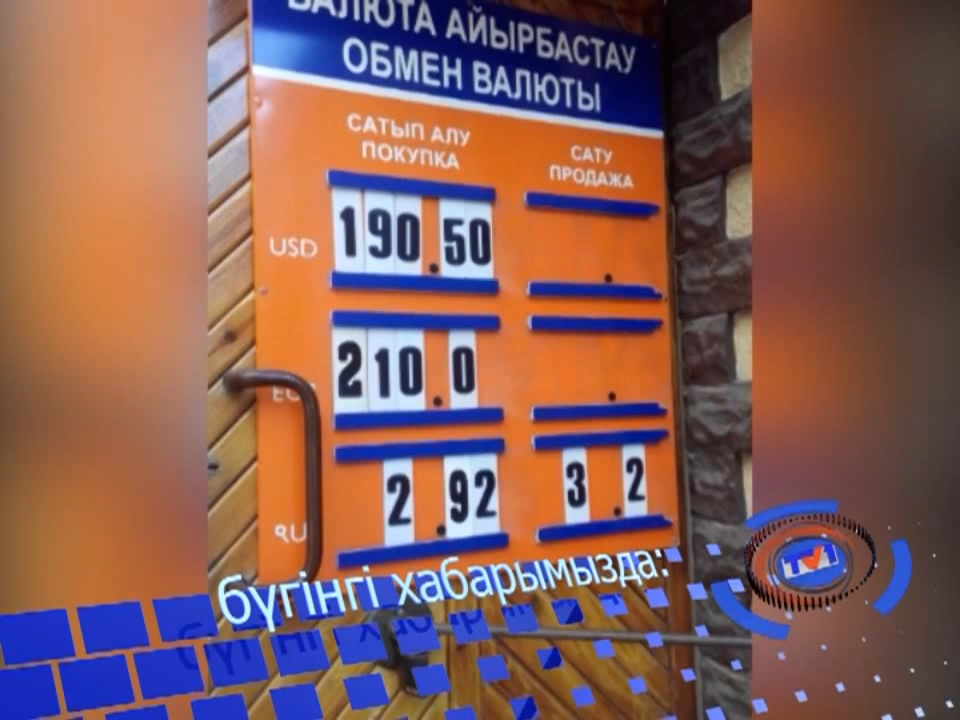 ВАЛЮТА АЙЫРБАСТАУ
ОБМЕН ВАЛЮТЫ
САТЫП АЛУ
ПОКУПКА
САТУ
ПРОДАЖА
USD 190.50 .
210.0 .
RU 2.92 3.2
бүгінгі хабарымызда:
TV1